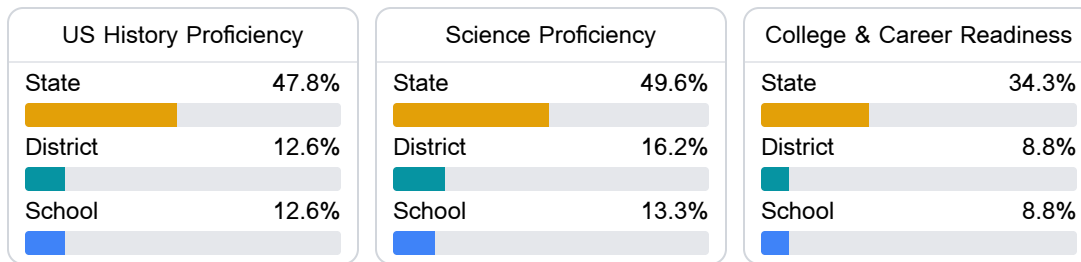 US History Proficiency
State 47.8%
District 12.6%
School 12.6%
Science Proficiency
State 49.6%
District 16.2%
School 13.3%
College & Career Readiness
State 34.3%
District 8.8%
School 8.8%